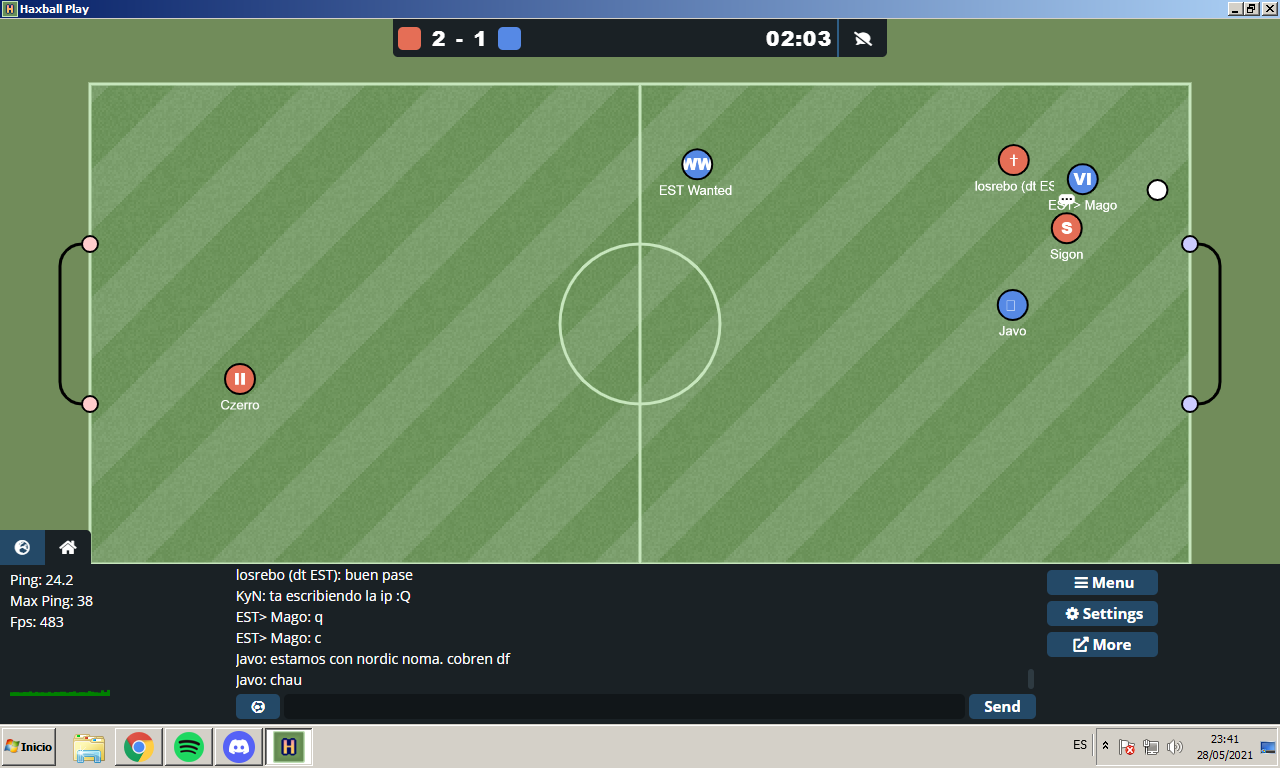 Haxball Play
2 - 1
02:03
WW
EST Wanted
†
losrebo (dt ES
VI
EST> Mago
S
Sigon
Javo
II
Czerro
Ping: 24.2
Max Ping: 38
Fps: 483
losrebo (dt EST): buen pase
KyN: ta escribiendo la ip :Q
EST> Mago: q
EST> Mago: c
Javo: estamos con nordic noma. cobren df
Javo: chau
Send
Menu
Settings
More
Inicio
ES
23:41
28/05/2021